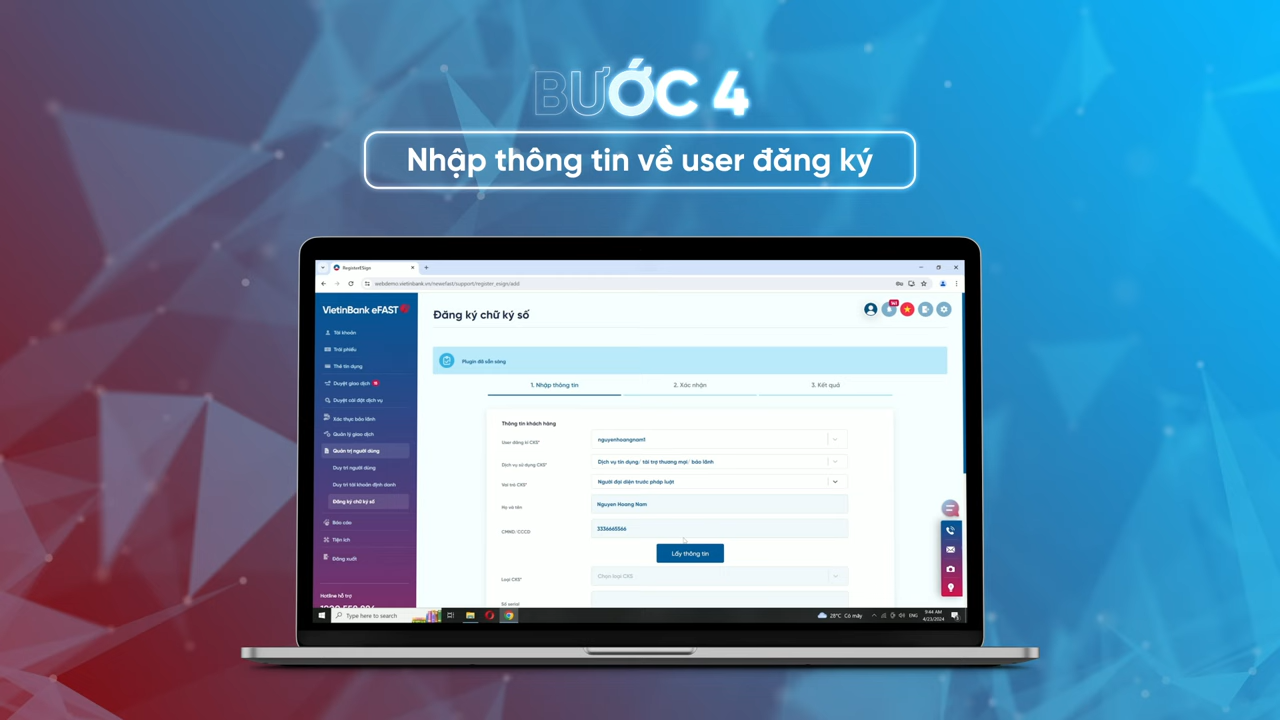 BƯỚC 4
Nhập thông tin về user đăng ký
RegisterESign
webdemo.vietinbank.vn/newefast/support/register_esign/add
VietinBank eFAST
Tài khoản
Trái phiếu
Thẻ tín dụng
Duyệt giao dịch
Duyệt cài đặt dịch vụ
Xác thực bảo lãnh
Quản lý giao dịch
Quản trị người dùng
Duy trì người dùng
Duy trì tài khoản định danh
Đăng ký chữ ký số
Báo cáo
Tiện ích
Đăng xuất
Hotline hỗ trợ
Đăng ký chữ ký số
Plugin đã sẵn sàng
1. Nhập thông tin
2. Xác nhận
3. Kết quả
Thông tin khách hàng
User đăng kí CKS*
nguyenhoangnam1
Dịch vụ sử dụng CKS*
Dịch vụ tín dụng/ tài trợ thương mại/ bảo lãnh
Vai trò CKS*
Người đại diện trước pháp luật
Họ và tên
Nguyen Hoang Nam
CMND/ CCCD
3336665566
Lấy thông tin
Loại CKS*
Chọn loại CKS
Số serial
Type here to search
28°C Có mây
ENG
9:44 AM
4/23/2024